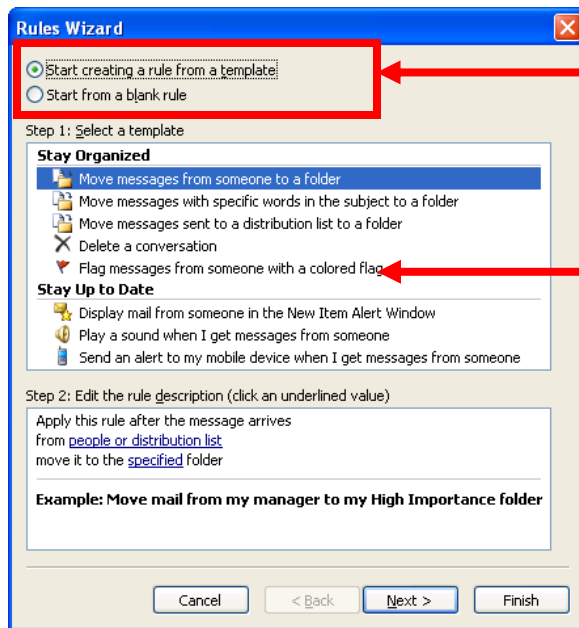 Rules Wizard
Start creating a rule from a template
Start from a blank rule
Step 1: Select a template
Stay Organized
Move messages from someone to a folder
Move messages with specific words in the subject to a folder
Move messages sent to a distribution list to a folder
Delete a conversation
Flag messages from someone with a colored flag
Stay Up to Date
Display mail from someone in the New Item Alert Window
Play a sound when I get messages from someone
Send an alert to my mobile device when I get messages from someone
Step 2: Edit the rule description (click an underlined value)
Apply this rule after the message arrives
from people or distribution list
move it to the specified folder
Example: Move mail from my manager to my High Importance folder
Cancel < Back Next > Finish